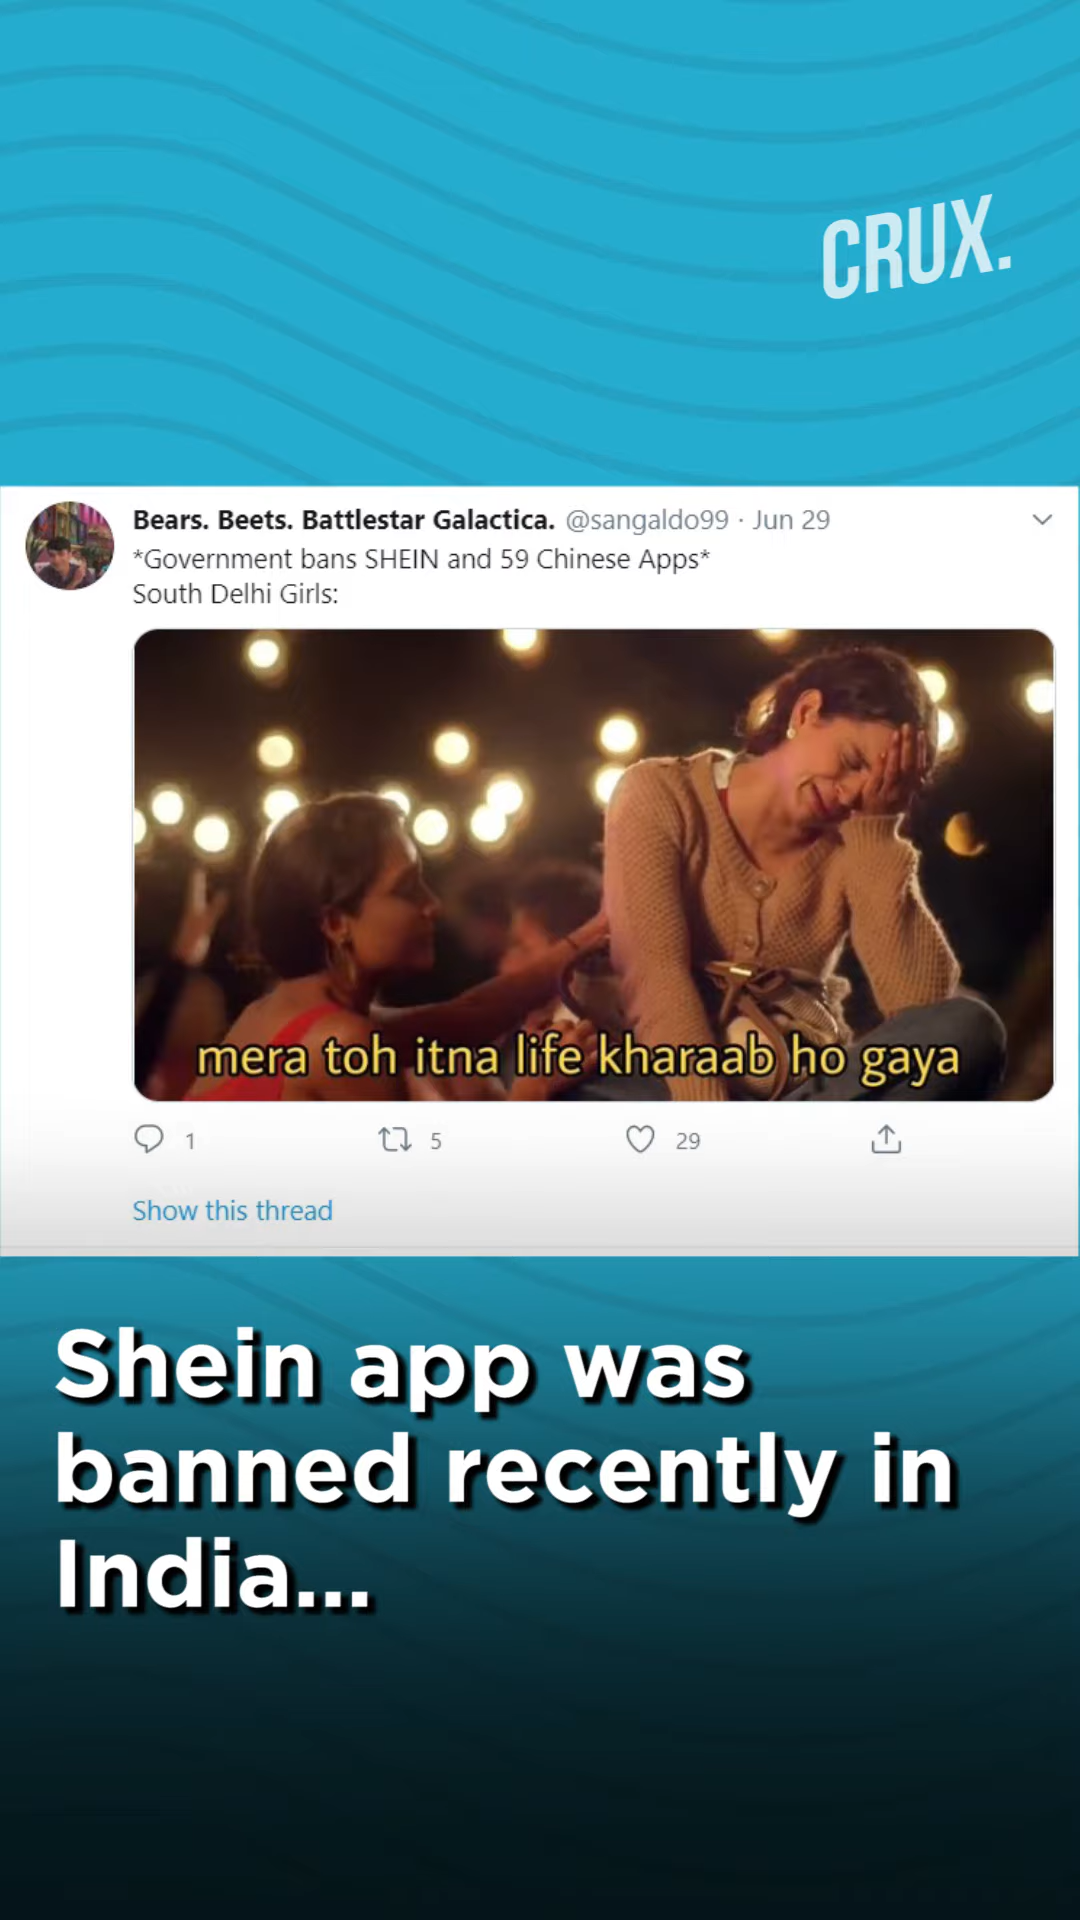 CRUX.
Bears. Beets. Battlestar Galactica. @sangaldo99 · Jun 29
*Government bans SHEIN and 59 Chinese Apps*
South Delhi Girls:
mera toh itna life kharaab ho gaya
1 5 29
Show this thread
Shein app was
banned recently in
India...